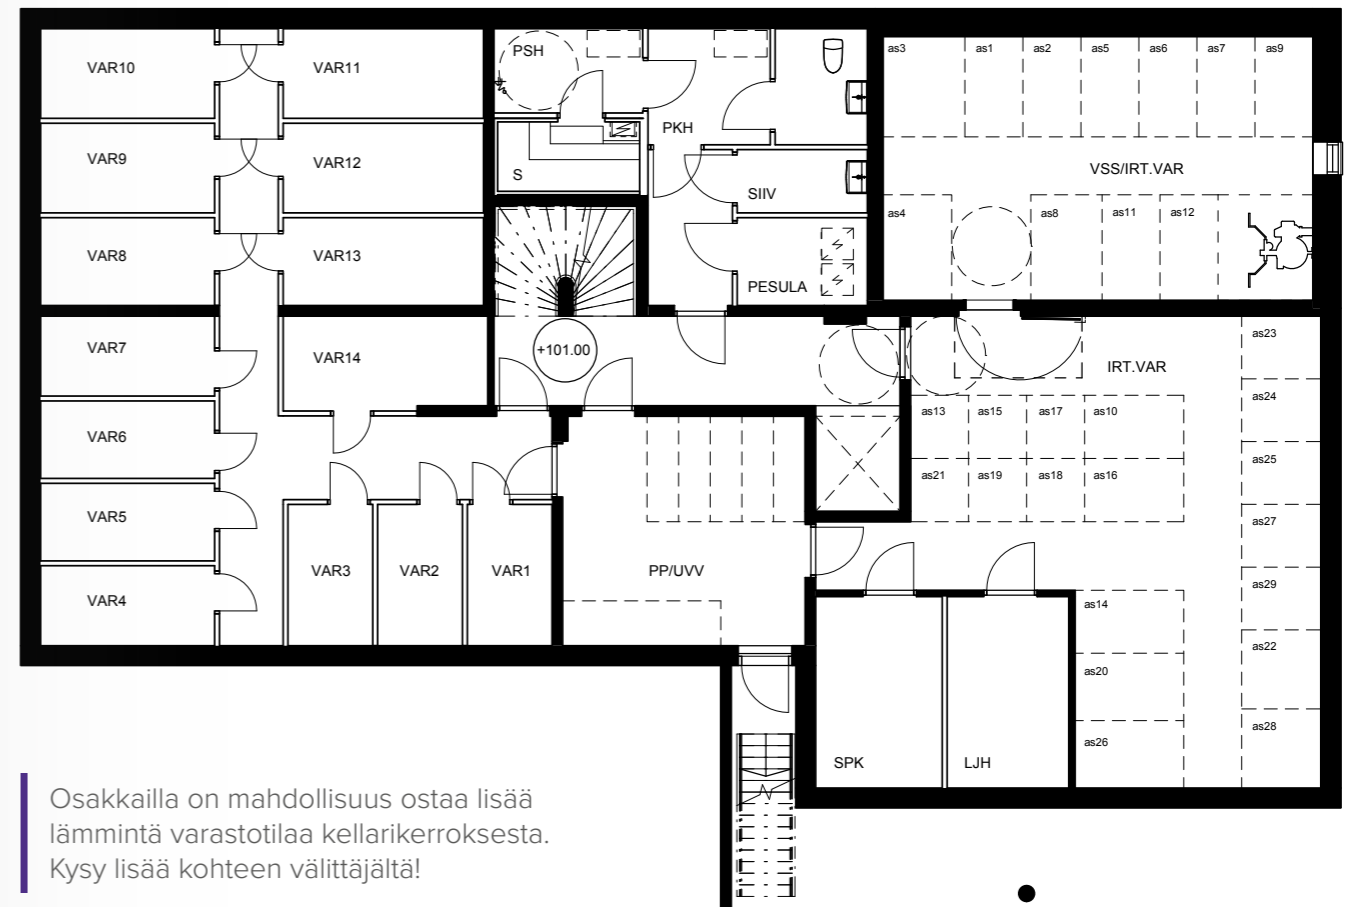 VAR10
VAR11
VAR9
VAR12
VAR8
VAR13
VAR7
VAR14
VAR6
VAR5
VAR4
VAR3
VAR2
VAR1
PSH
PKH
S
SIIV
PESULA
+101.00
PP/UVV
as3
as1
as2
as5
as6
as7
as9
VSS/IRT.VAR
as4
as8
as11
as12
IRT.VAR
as23
as24
as25
as27
as29
as22
as28
as13
as15
as17
as10
as21
as19
as18
as16
as14
as20
as26
SPK
LJH
Osakkailla on mahdollisuus ostaa lisää
lämmintä varastotilaa kellarikerroksesta.
Kysy lisää kohteen välittäjältä!